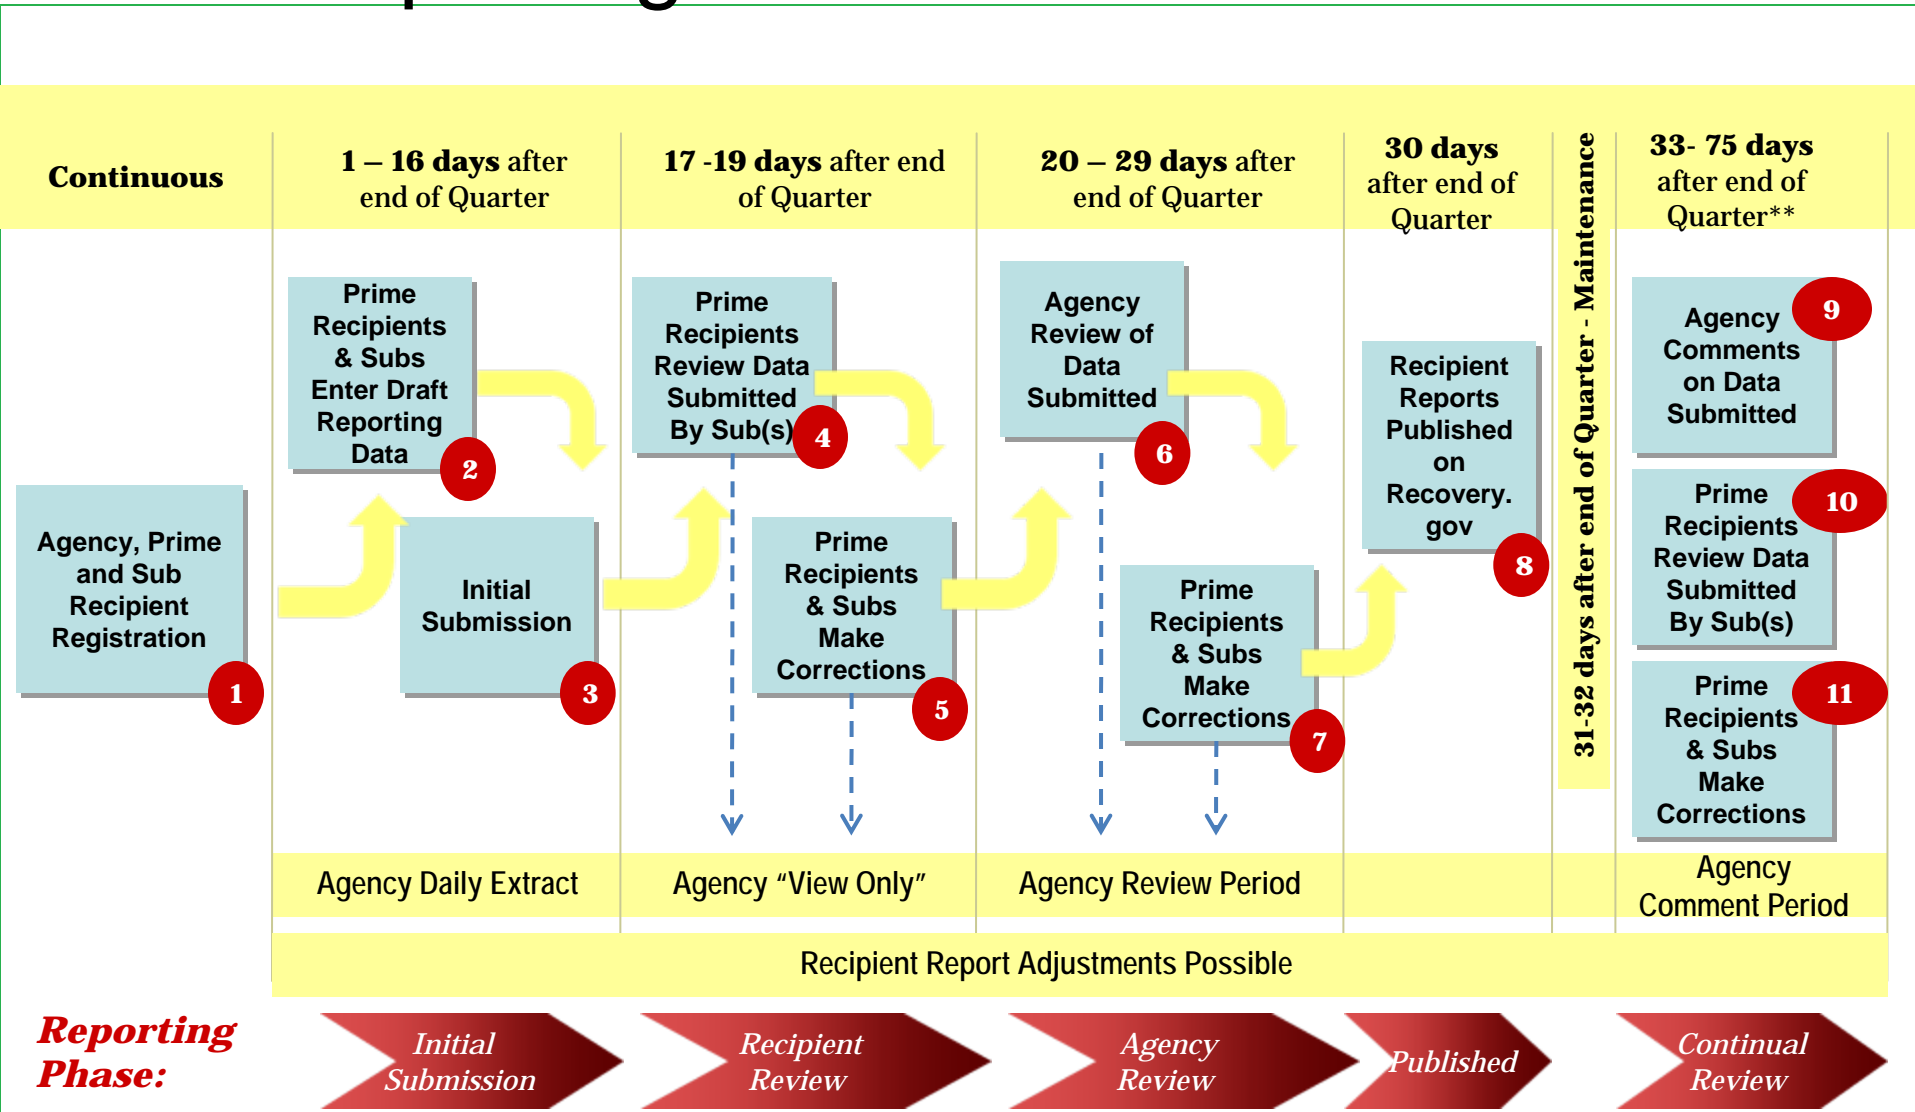 Continuous
1 – 16 days after
end of Quarter
17 -19 days after end
of Quarter
20 – 29 days after
end of Quarter
30 days
after end of
Quarter
31-32 days after end of Quarter - Maintenance
33- 75 days
after end of
Quarter**
Agency, Prime
and Sub
Recipient
Registration
1
Prime
Recipients
& Subs
Enter Draft
Reporting
Data
2
Initial
Submission
3
Prime
Recipients
Review Data
Submitted
By Sub(s)
4
Prime
Recipients
& Subs
Make
Corrections
5
Agency
Review of
Data
Submitted
6
Prime
Recipients
& Subs
Make
Corrections
7
Recipient
Reports
Published
on
Recovery.
gov
8
Agency
Comments
on Data
Submitted
9
Prime
Recipients
Review Data
Submitted
By Sub(s)
10
Prime
Recipients
& Subs
Make
Corrections
11
Agency Daily Extract
Agency “View Only”
Agency Review Period
Agency
Comment Period
Recipient Report Adjustments Possible
Reporting
Phase:
Initial
Submission
Recipient
Review
Agency
Review
Published
Continual
Review